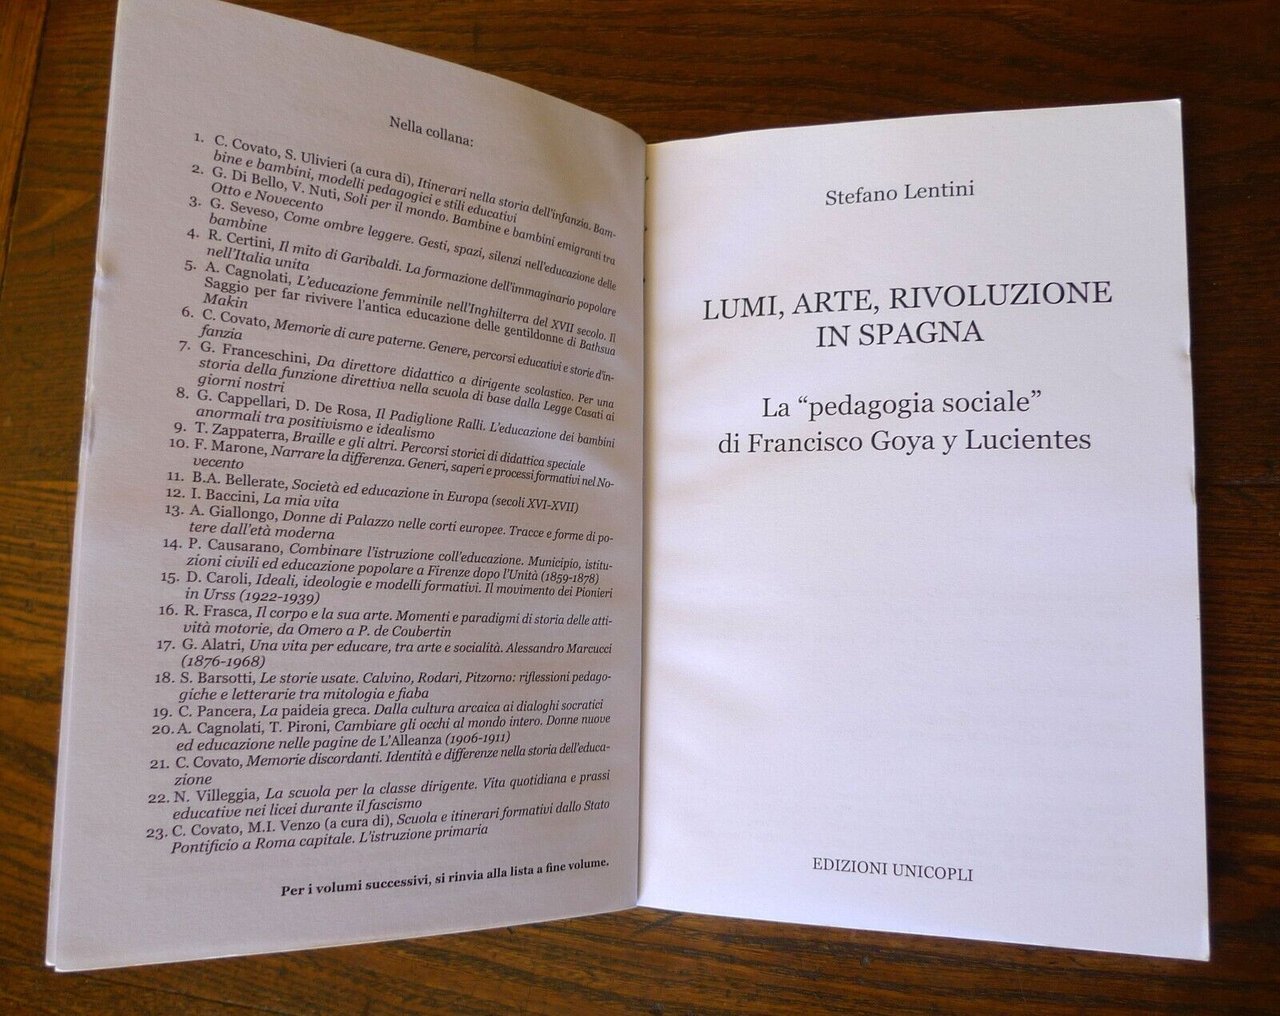 Nella collana:
1. C. Covato, S. Ulivieri (a cura di), Itinerari nella storia dell'infanzia. Bam-
bine e bambini, modelli pedagogici e stili educativi
2. G. Di Bello, V. Nuti, Soli per il mondo. Bambine e bambini emigranti tra
Otto e Novecento
3. G. Seveso, Come ombre leggere. Gesti, spazi, silenzi nell'educazione delle
bambine
4. R. Certini, Il mito di Garibaldi. La formazione dell'immaginario popolare
nell'Italia unita
5. A. Cagnolati, L'educazione femminile nell'Inghilterra del XVII secolo. Il
Saggio per far rivivere l'antica educazione delle gentildonne di Bathsua
Makin
6. C. Covato, Memorie di cure paterne. Genere, percorsi educativi e storie d'in-
fanzia
7. G. Franceschini, Da direttore didattico a dirigente scolastico. Per una
storia della funzione direttiva nella scuola di base dalla Legge Casati ai
giorni nostri
8. G. Cappellari, D. De Rosa, Il Padiglione Ralli. L'educazione dei bambini
anormali tra positivismo e idealismo
9. T. Zappaterra, Braille e gli altri. Percorsi storici di didattica speciale
10. F. Marone, Narrare la differenza. Generi, saperi e processi formativi nel No-
vecento
11. B.A. Bellerate, Società ed educazione in Europa (secoli XVI-XVII)
12. I. Baccini, La mia vita
13. A. Giallongo, Donne di Palazzo nelle corti europee. Tracce e forme di po-
tere dall'età moderna
14. P. Causarano, Combinare l'istruzione coll'educazione. Municipio, istitu-
zioni civili ed educazione popolare a Firenze dopo l'Unità (1859-1878)
15. D. Caroli, Ideali, ideologie e modelli formativi. Il movimento dei Pionieri
in Urss (1922-1939)
16. R. Frasca, Il corpo e la sua arte. Momenti e paradigmi di storia delle atti-
vità motorie, da Omero a P. de Coubertin
17. G. Alatri, Una vita per educare, tra arte e socialità. Alessandro Marcucci
(1876-1968)
18. S. Barsotti, Le storie usate. Calvino, Rodari, Pitzorno: riflessioni pedago-
giche e letterarie tra mitologia e fiaba
19. C. Pancera, La paideia greca. Dalla cultura arcaica ai dialoghi socratici
20. A. Cagnolati, T. Pironi, Cambiare gli occhi al mondo intero. Donne nuove
ed educazione nelle pagine de L'Alleanza (1906-1911)
21. C. Covato, Memorie discordanti. Identità e differenze nella storia dell'educa-
zione
22. N. Villeggia, La scuola per la classe dirigente. Vita quotidiana e prassi
educative nei licei durante il fascismo
23. C. Covato, M.I. Venzo (a cura di), Scuola e itinerari formativi dallo Stato
Pontificio a Roma capitale. L'istruzione primaria
Per i volumi successivi, si rinvia alla lista a fine volume.
Stefano Lentini
LUMI, ARTE, RIVOLUZIONE
IN SPAGNA
La “pedagogia sociale”
di Francisco Goya y Lucientes
EDIZIONI UNICOPLI